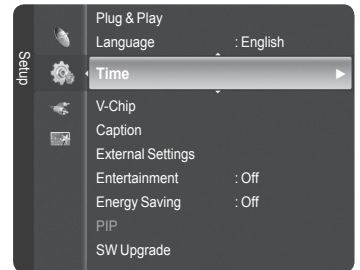 Setup
Plug & Play
Language : English
Time
V-Chip
Caption
External Settings
Entertainment : Off
Energy Saving : Off
PIP
SW Upgrade